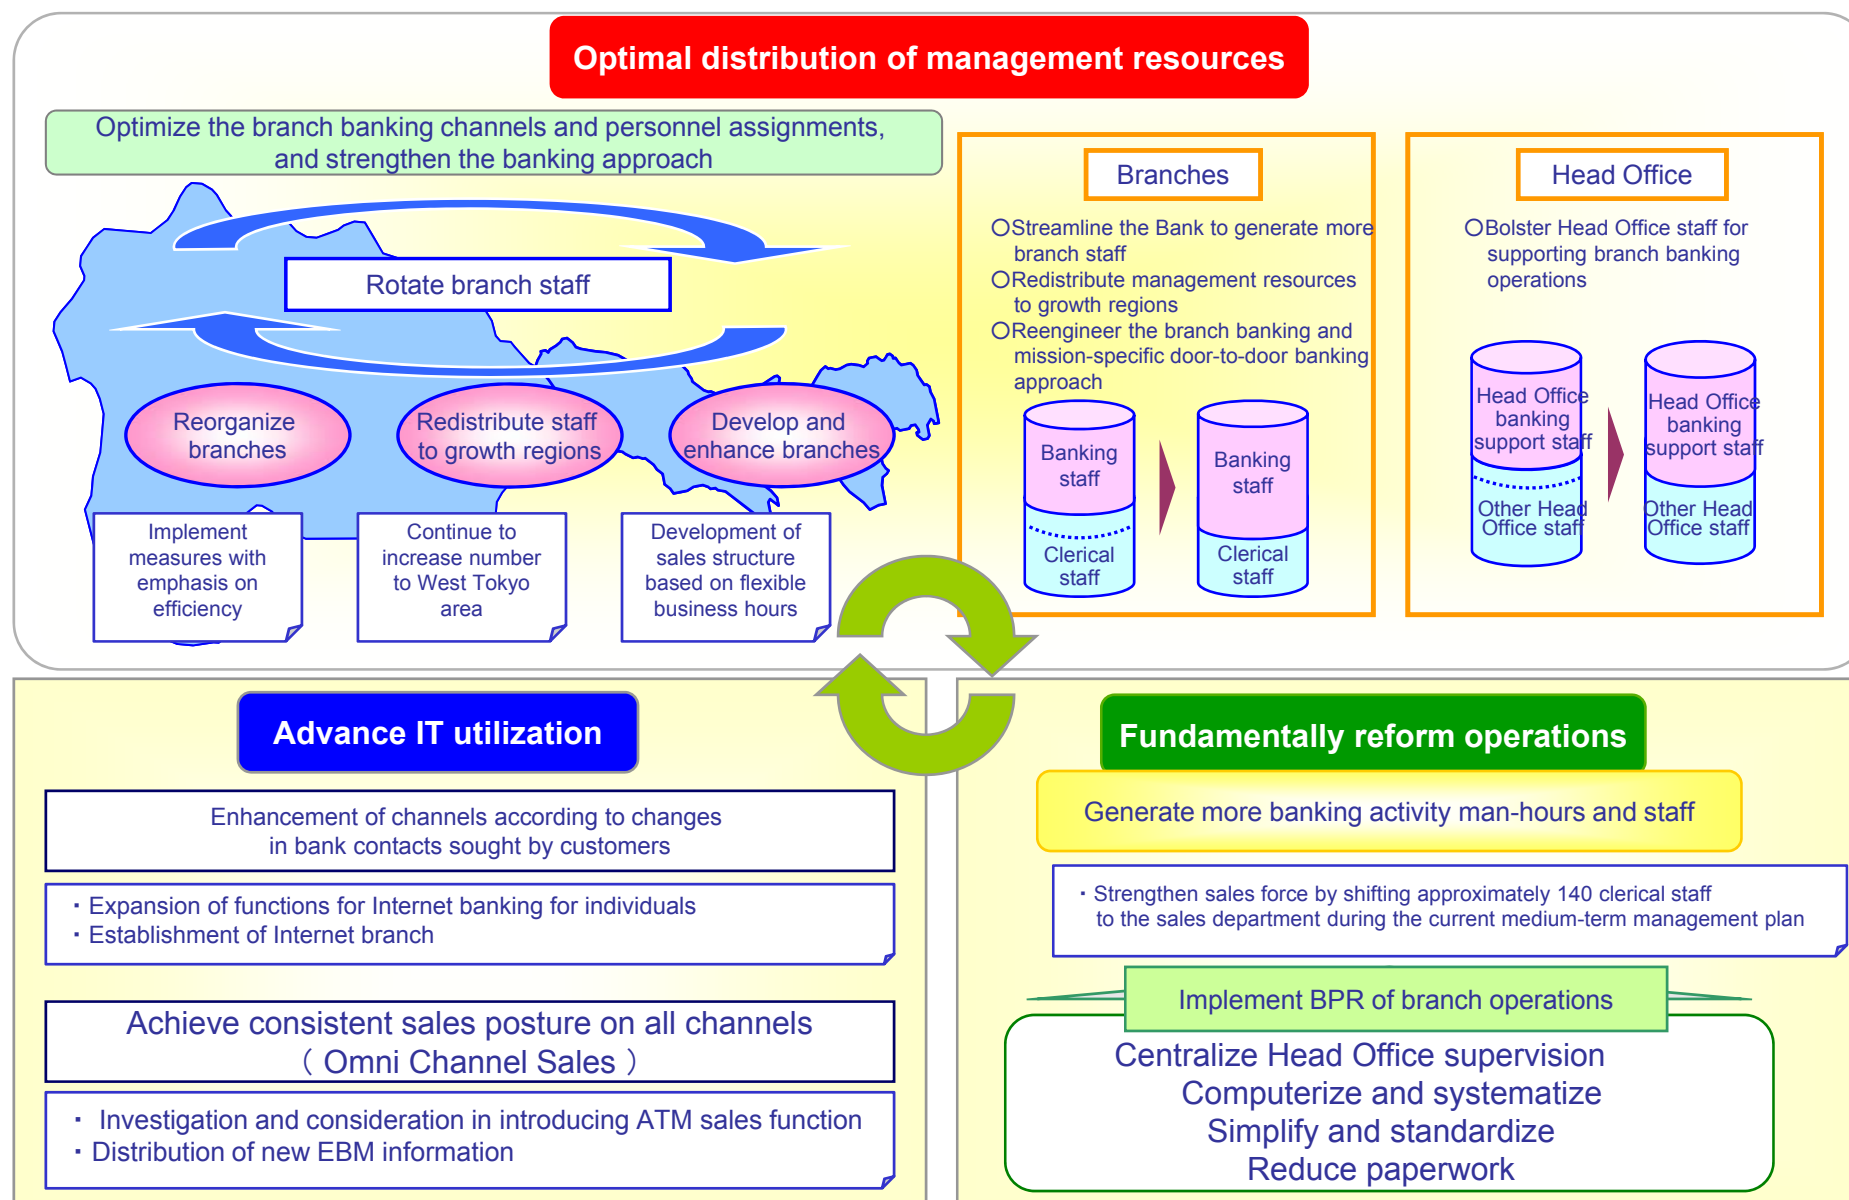 Optimal distribution of management resources
Optimize the branch banking channels and personnel assignments,
and strengthen the banking approach
Rotate branch staff
Reorganize
branches
Redistribute staff
to growth regions
Develop and
enhance branches
Implement
measures with
emphasis on
efficiency
Continue to
increase number
to West Tokyo
area
Development of
sales structure
based on flexible
business hours
Branches
○Streamline the Bank to generate more
branch staff
○Redistribute management resources
to growth regions
○Reengineer the branch banking and
mission-specific door-to-door banking
approach
Banking
staff
Clerical
staff
Banking
staff
Clerical
staff
Head Office
○Bolster Head Office staff for
supporting branch banking
operations
Head Office
banking
support staff
Other Head
Office staff
Head Office
banking
support staff
Other Head
Office staff
Advance IT utilization
Enhancement of channels according to changes
in bank contacts sought by customers
・Expansion of functions for Internet banking for individuals
・Establishment of Internet branch
Achieve consistent sales posture on all channels
（ Omni Channel Sales ）
・ Investigation and consideration in introducing ATM sales function
・Distribution of new EBM information
Fundamentally reform operations
Generate more banking activity man-hours and staff
・Strengthen sales force by shifting approximately 140 clerical staff
to the sales department during the current medium-term management plan
Implement BPR of branch operations
Centralize Head Office supervision
Computerize and systematize
Simplify and standardize
Reduce paperwork